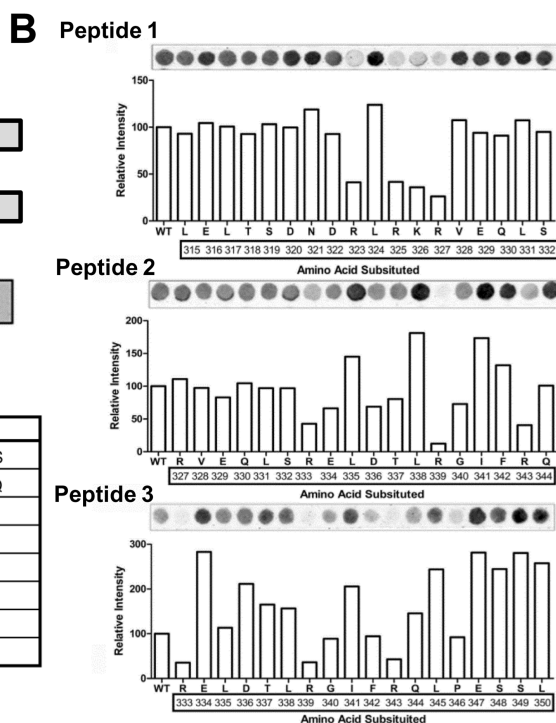 B
Peptide 1
Relative Intensity
150
100
50
0
WT L E L T S D N D R L R K R V E Q L S
315 316 317 318 319 320 321 322 323 324 325 326 327 328 329 330 331 332
Amino Acid Subsituted
Peptide 2
Relative Intensity
200
150
100
50
0
WT R V E Q L S R E L D T L R G I F R Q
327 328 329 330 331 332 333 334 335 336 337 338 339 340 341 342 343 344
Amino Acid Subsituted
S
Q
Peptide 3
Relative Intensity
300
200
100
0
WT R E L D T L R G I F R Q L P E S S L
333 334 335 336 337 338 339 340 341 342 343 344 345 346 347 348 349 350
Amino Acid Subsituited